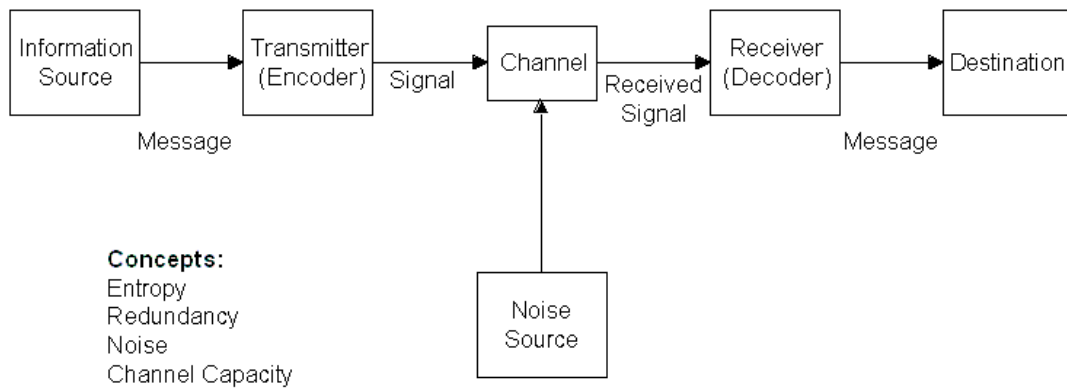 Information
Source
Transmitter
(Encoder)
Channel
Receiver
(Decoder)
Destination
Message
Signal
Received
Signal
Message
Noise
Source
Concepts:
Entropy
Redundancy
Noise
Channel Capacity